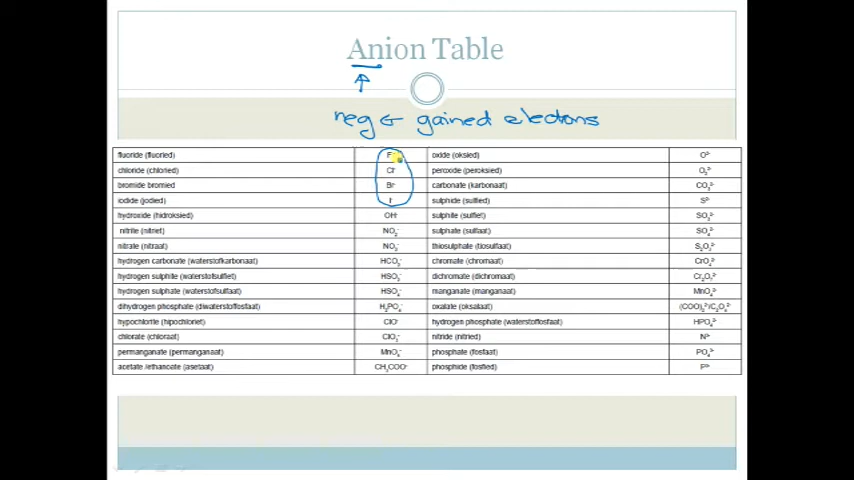 Anion Table
neg ← gained electrons
fluoride (fluoried) F⁻ oxide (oksied) O²⁻
chloride (chloried) Cl⁻ peroxide (peroksied) O₂²⁻
bromide bromied Br⁻ carbonate (karbonaat) CO₃²⁻
iodide (jodied) I⁻ sulphide (sulfied) S²⁻
hydroxide (hidroksied) OH⁻ sulphite (sulfiet) SO₃²⁻
nitrite (nitriet) NO₂⁻ sulphate (sulfaat) SO₄²⁻
nitrate (nitraat) NO₃⁻ thiosulphate (tiosulfaat) S₂O₃²⁻
hydrogen carbonate (waterstofkarbonaat) HCO₃⁻ chromate (chromaat) CrO₄²⁻
hydrogen sulphite (waterstofsulfiet) HSO₃⁻ dichromate (dichromaat) Cr₂O₇²⁻
hydrogen sulphate (waterstofsulfaat) HSO₄⁻ manganate (manganaat) MnO₄²⁻
dihydrogen phosphate (diwaterstoffosfaat) H₂PO₄⁻ oxalate (oksalaat) (COO)₂²⁻/C₂O₄²⁻
hypochlorite (hipochloriet) ClO⁻ hydrogen phosphate (waterstoffosfaat) HPO₄²⁻
chlorate (chloraat) ClO₃⁻ nitride (nitried) N³⁻
permanganate (permanganaat) MnO₄⁻ phosphate (fosfaat) PO₄³⁻
acetate /ethanoate (asetaat) CH₃COO⁻ phosphide (fosfied) P³⁻